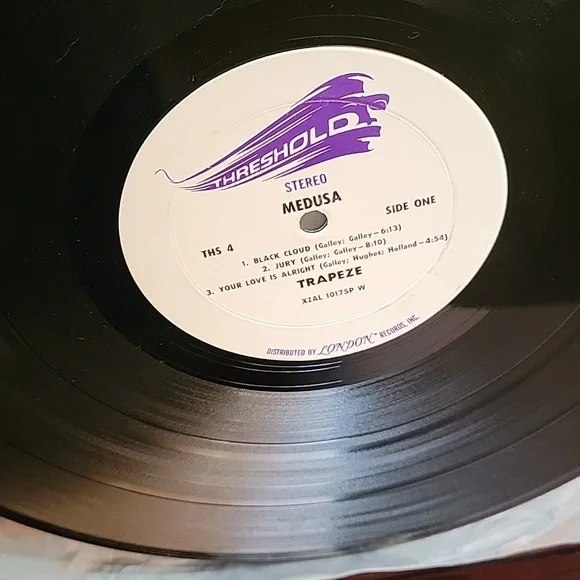 THRESHOLD
STEREO
MEDUSA
THS 4
SIDE ONE
1. BLACK CLOUD (Galley; Galley—6:13)
2. JURY (Galley; Galley—8:10)
3. YOUR LOVE IS ALRIGHT (Galley; Hughes; Holland—4:54)
TRAPEZE
XZAL 10175P W
DISTRIBUTED BY LONDON™ RECORDS, INC.